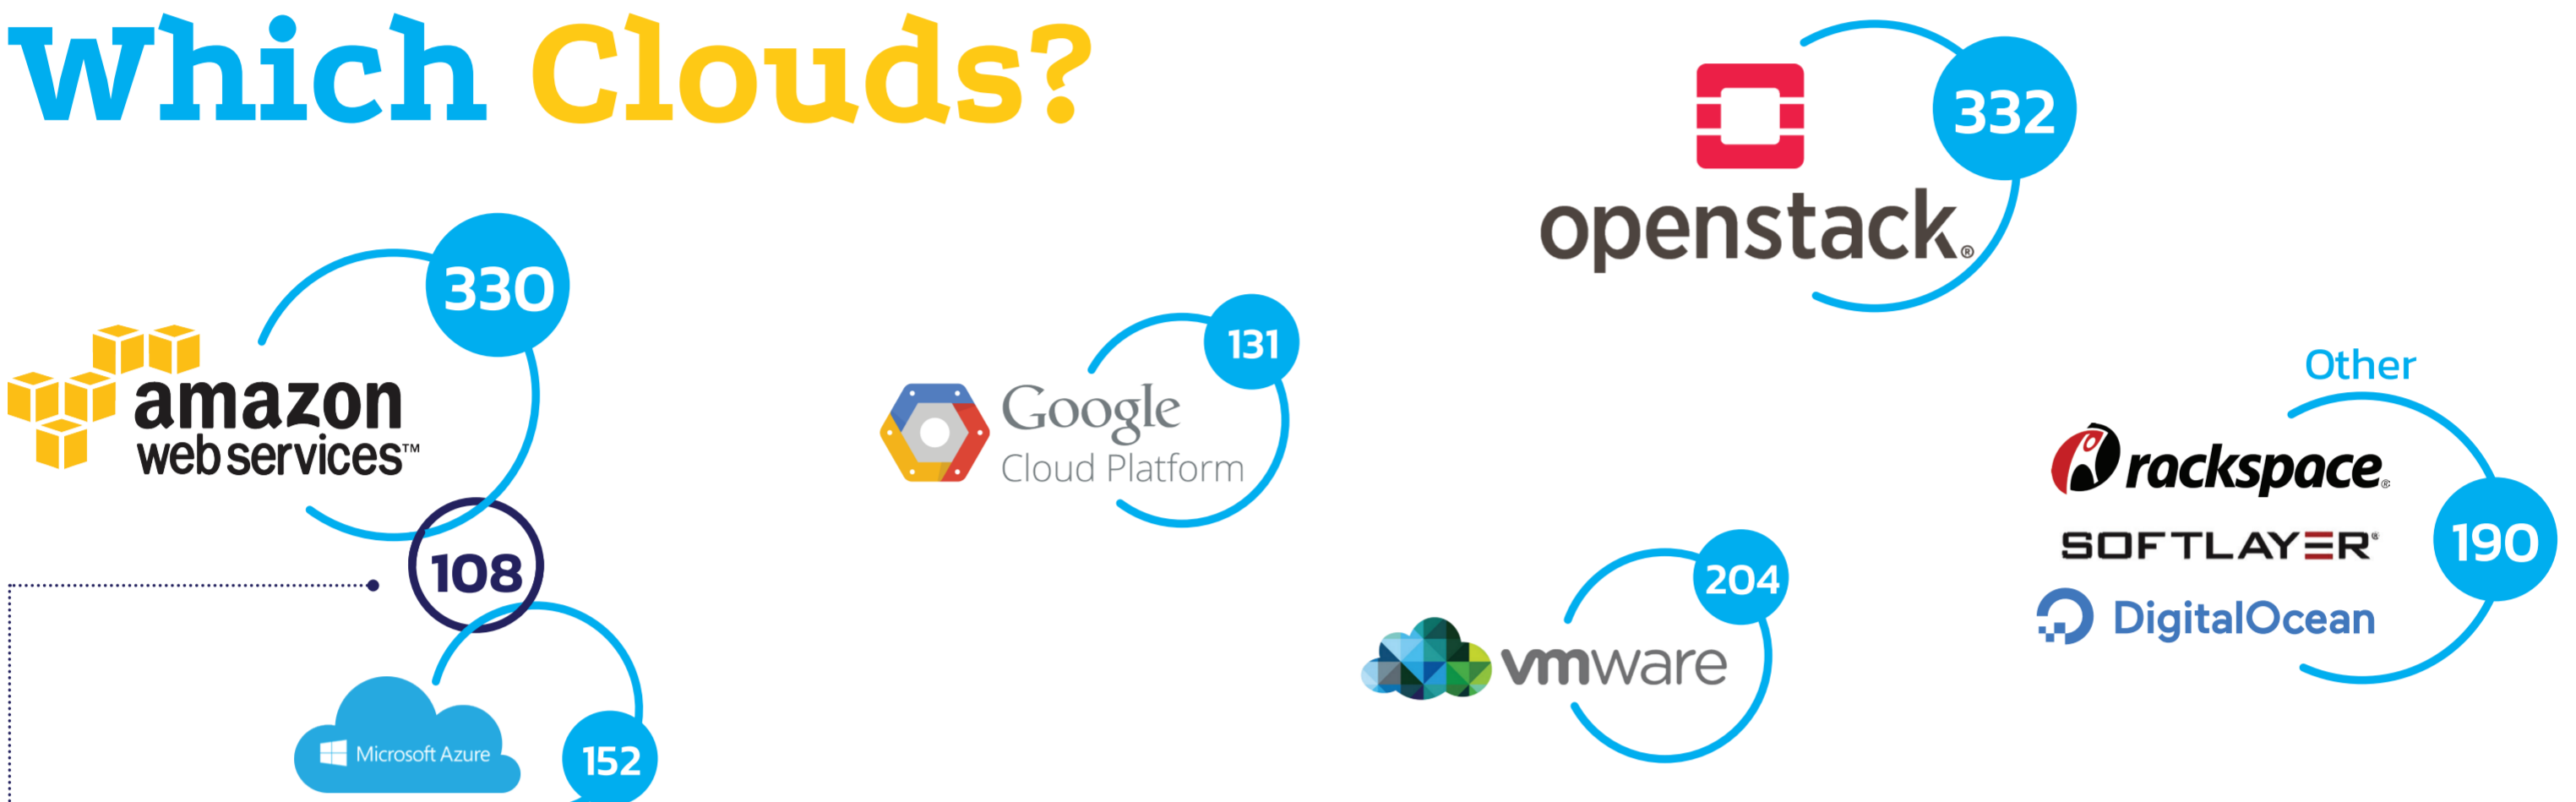 Which Clouds?
332
openstack®
330
amazon
web services™
131
Google
Cloud Platform
Other
rackspace®
SOFTLAYER®
DigitalOcean
190
108
204
vmware
Microsoft Azure
152